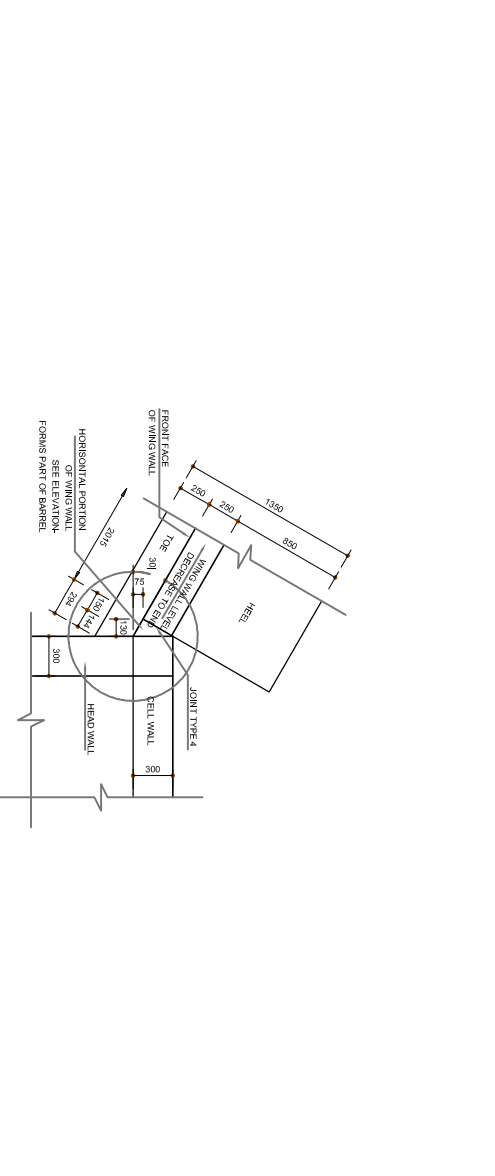 FRONT FACE
OF WING WALL
HORISONTAL PORTION
OF WING WALL
SEE ELEVATION-
FORMS PART OF BARREL
1350
250
250
850
TOE
30
WING WALL LEVEL
DECREASE TO END
HEEL
2015
75
294
150
144
130
300
CELL WALL
JOINT TYPE 4
HEAD WALL
300